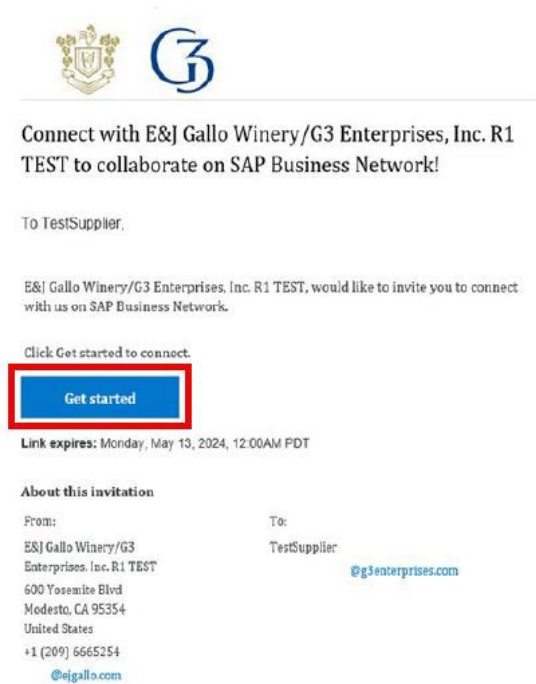 G3
Connect with E&J Gallo Winery/G3 Enterprises, Inc. R1
TEST to collaborate on SAP Business Network!
To TestSupplier,
E&J Gallo Winery/G3 Enterprises, Inc. R1 TEST, would like to invite you to connect
with us on SAP Business Network.
Click Get started to connect.
Get started
Link expires: Monday, May 13, 2024, 12:00AM PDT
About this invitation
From:
To:
E&J Gallo Winery/G3
TestSupplier
Enterprises, Inc. R1 TEST
@g3enterprises.com
600 Yosemite Blvd
Modesto, CA 95354
United States
+1 (209) 6665254
@ejgallo.com